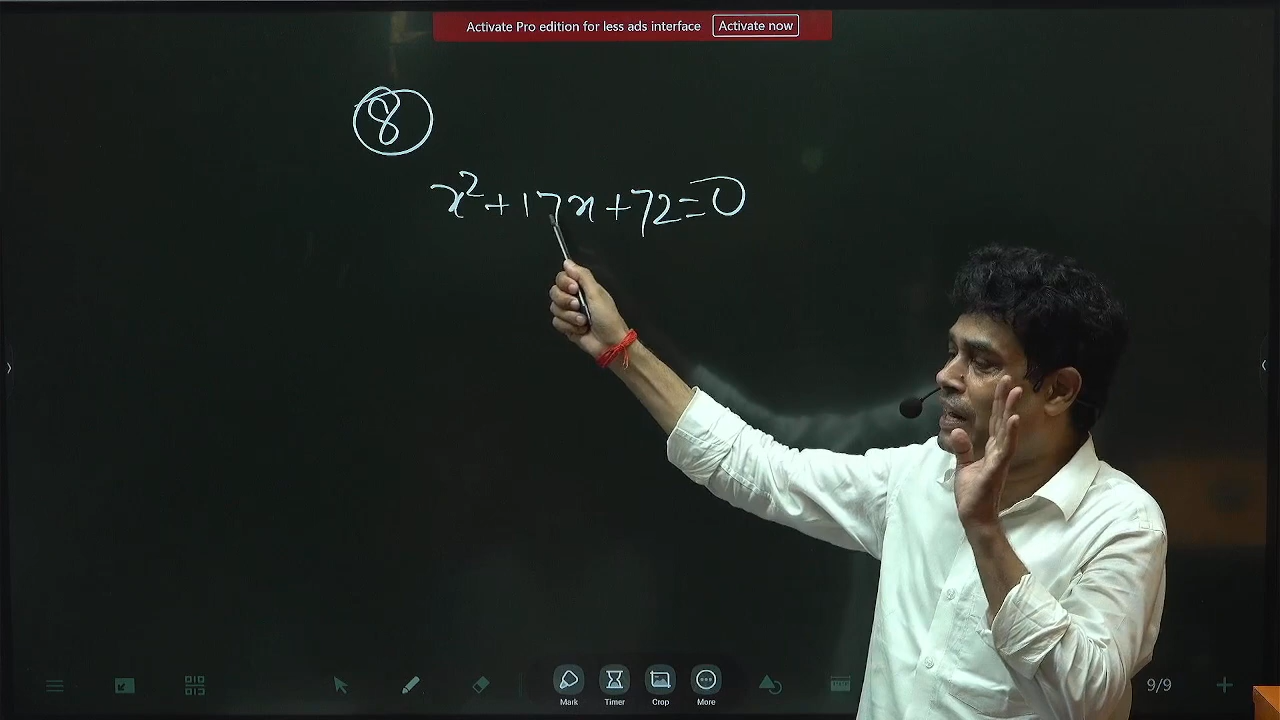 Activate Pro edition for less ads interface Activate now
8
x²+17x+72=0
Mark Timer Crop More
9/9